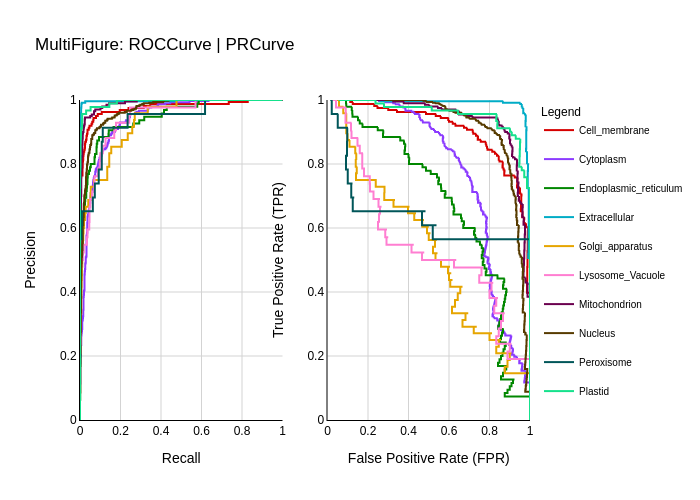 MultiFigure: ROCCurve | PRCurve
1
0.8
0.6
0.4
0.2
0
0
0.2
0.4
0.6
0.8
1
Precision
Recall
1
0.8
0.6
0.4
0.2
0
0
0.2
0.4
0.6
0.8
1
True Positive Rate (TPR)
False Positive Rate (FPR)
Legend
Cell_membrane
Cytoplasm
Endoplasmic_reticulum
Extracellular
Golgi_apparatus
Lysosome_Vacuole
Mitochondrion
Nucleus
Peroxisome
Plastid